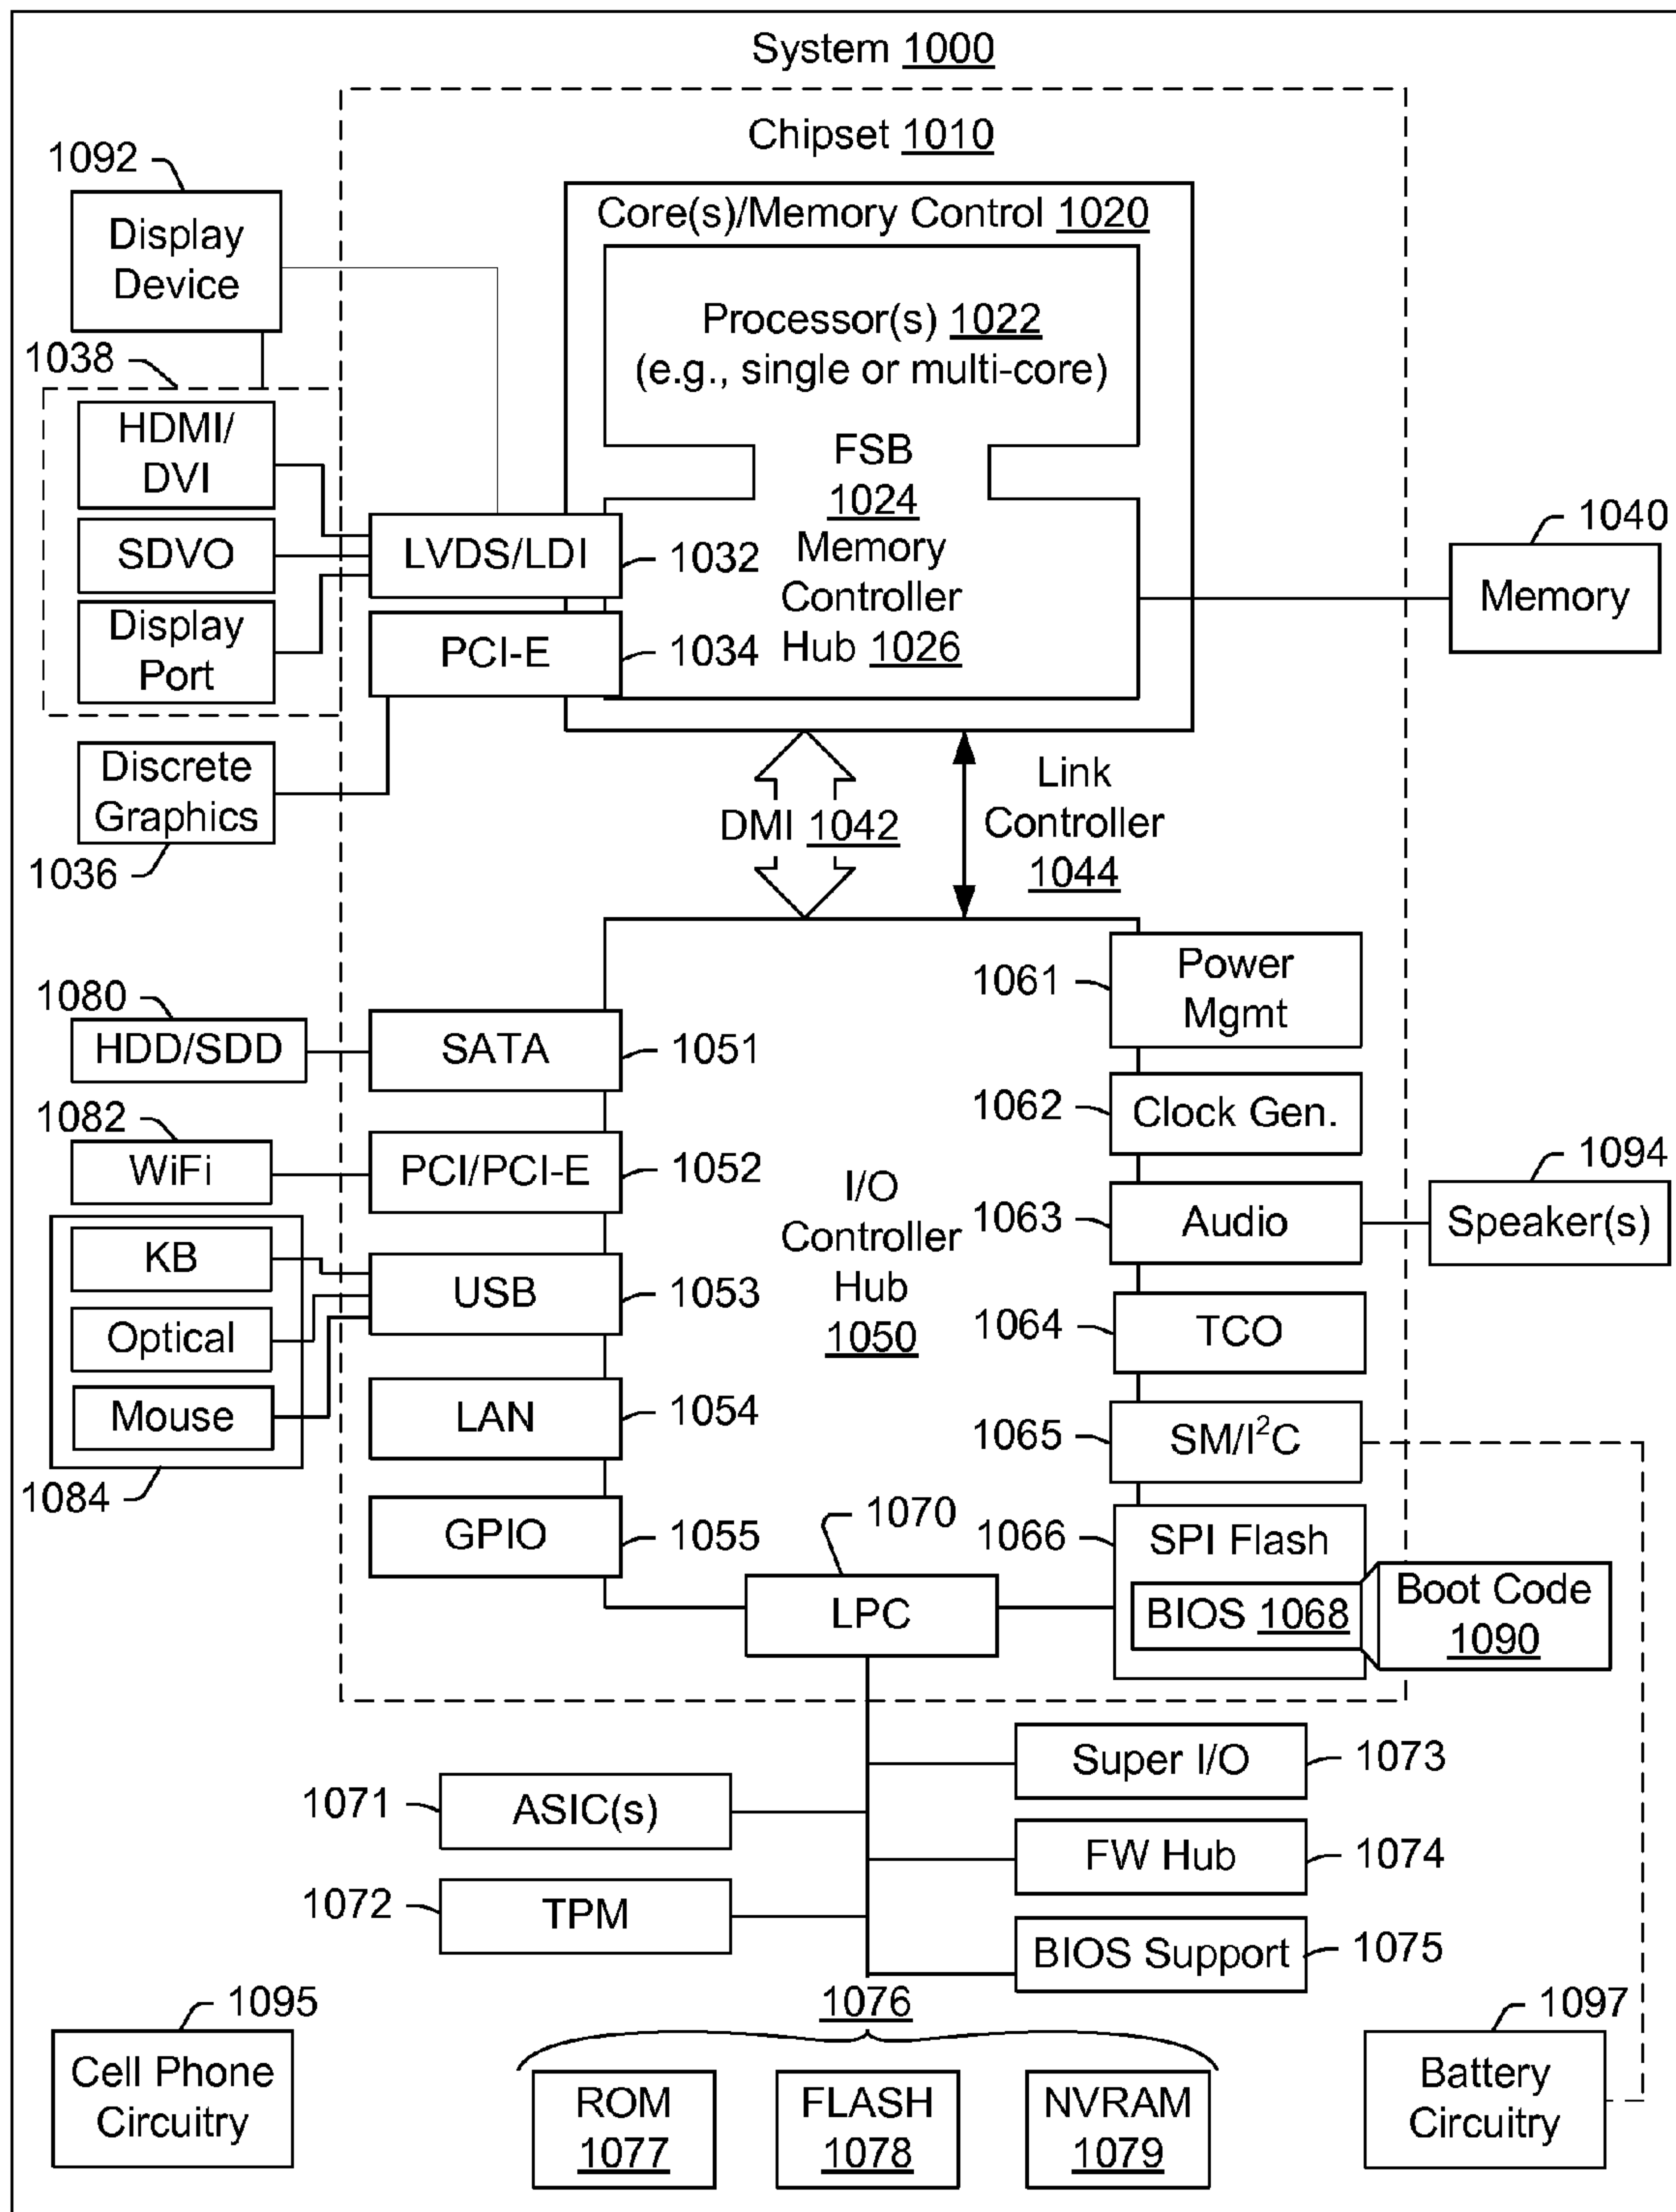 System 1000
Chipset 1010
1092
Display
Device
Core(s)/Memory Control 1020
Processor(s) 1022
(e.g., single or multi-core)
FSB
1024
Memory
Controller
Hub 1026
1038
HDMI/
DVI
SDVO
Display
Port
LVDS/LDI
1032
PCI-E
1034
1040
Memory
Discrete
Graphics
1036
DMI 1042
Link
Controller
1044
1080
HDD/SDD
SATA
1051
1082
WiFi
PCI/PCI-E
1052
KB
Optical
Mouse
1084
USB
1053
LAN
1054
GPIO
1055
I/O
Controller
Hub
1050
1061
Power
Mgmt
1062
Clock Gen.
1063
Audio
1094
Speaker(s)
1064
TCO
1065
SM/I²C
1066
SPI Flash
BIOS 1068
Boot Code
1090
1070
LPC
1071
ASIC(s)
1072
TPM
Super I/O
1073
FW Hub
1074
BIOS Support
1075
1076
ROM
1077
FLASH
1078
NVRAM
1079
1095
Cell Phone
Circuitry
1097
Battery
Circuitry